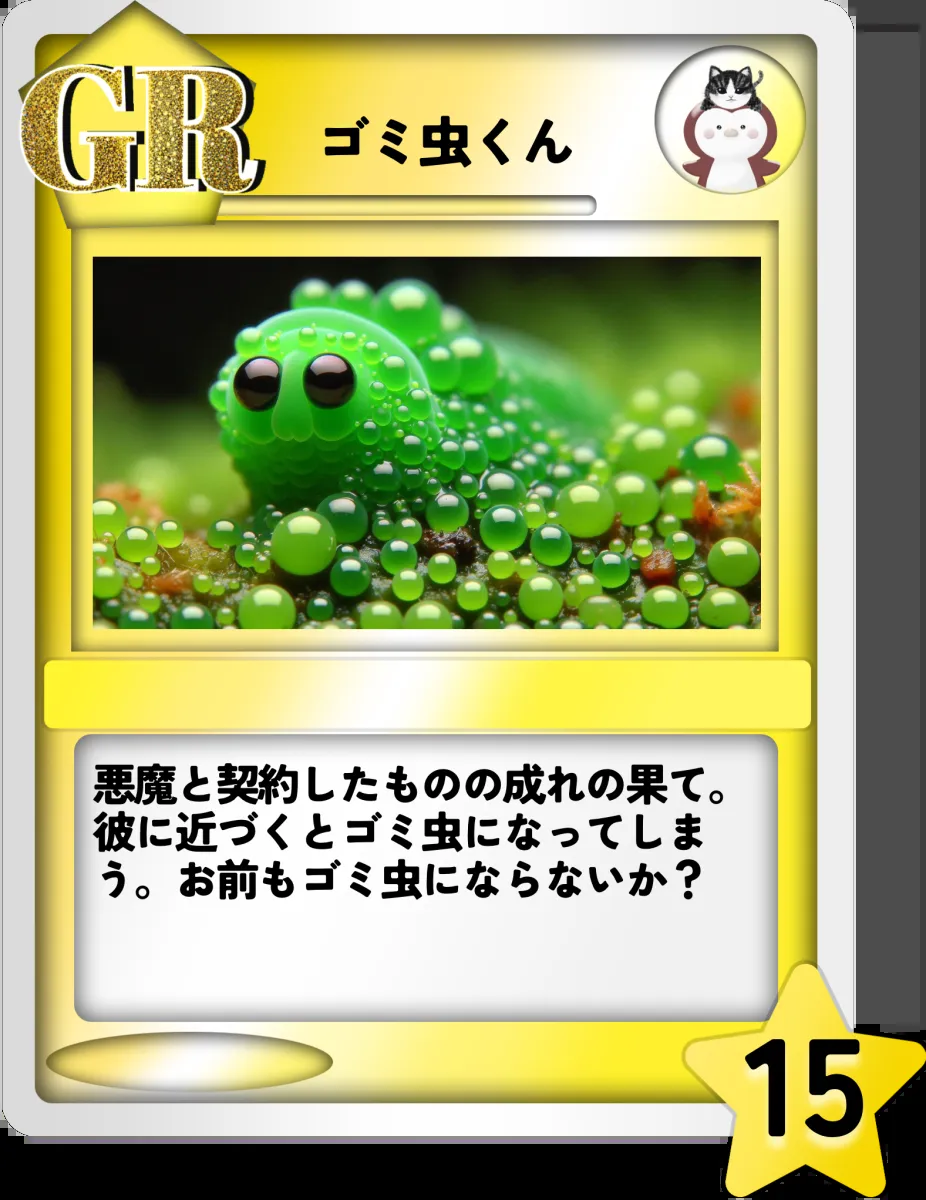 GR
ゴミ虫くん
悪魔と契約したものの成れの果て。
彼に近づくとゴミ虫になってしま
う。お前もゴミ虫にならないか？
15